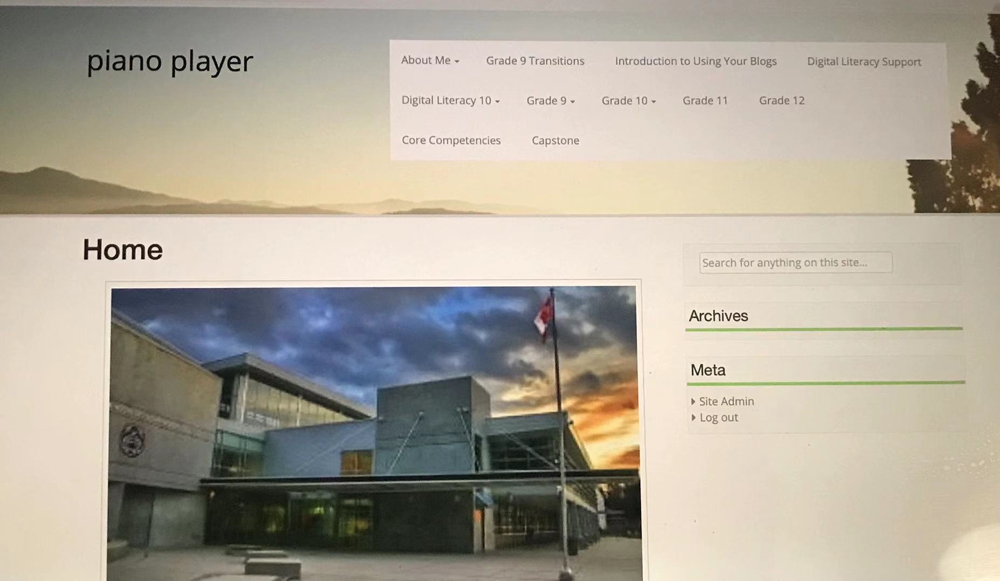 piano player
About Me
Grade 9 Transitions
Introduction to Using Your Blogs
Digital Literacy Support
Digital Literacy 10
Grade 9
Grade 10
Grade 11
Grade 12
Core Competencies
Capstone
Home
Search for anything on this site...
Archives
Meta
Site Admin
Log out